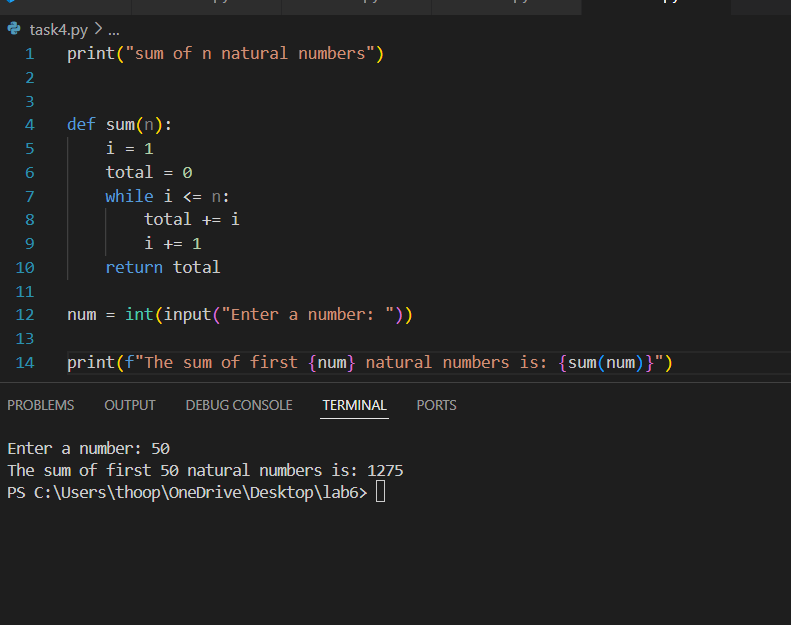 task4.py > ...
1 print("sum of n natural numbers")
2
3
4 def sum(n):
5     i = 1
6     total = 0
7     while i <= n:
8         total += i
9         i += 1
10     return total
11
12 num = int(input("Enter a number: "))
13
14 print(f"The sum of first {num} natural numbers is: {sum(num)}")
PROBLEMS OUTPUT DEBUG CONSOLE TERMINAL PORTS
Enter a number: 50
The sum of first 50 natural numbers is: 1275
PS C:\Users\thoop\OneDrive\Desktop\lab6>